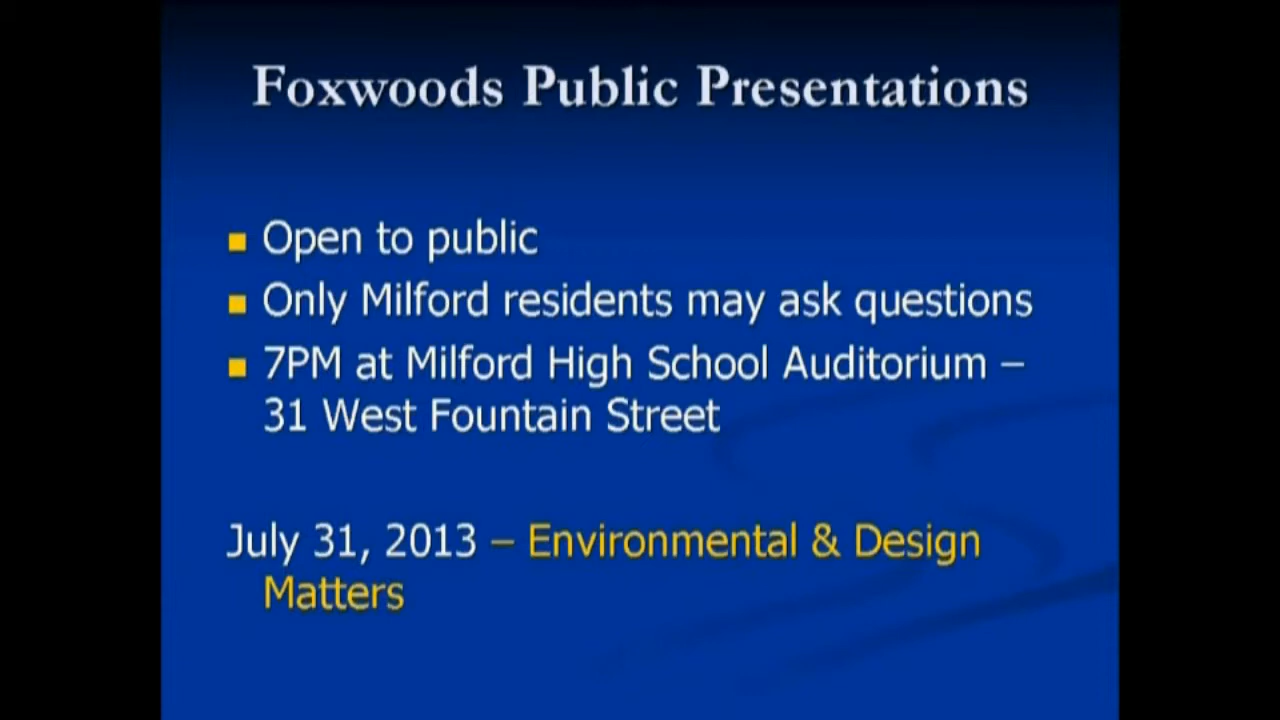 Foxwoods Public Presentations
Open to public
Only Milford residents may ask questions
7PM at Milford High School Auditorium –
31 West Fountain Street
July 31, 2013 – Environmental & Design
Matters